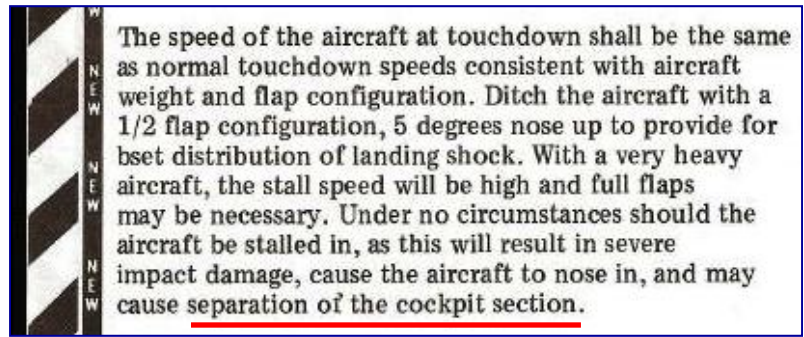 The speed of the aircraft at touchdown shall be the same
as normal touchdown speeds consistent with aircraft
weight and flap configuration. Ditch the aircraft with a
1/2 flap configuration, 5 degrees nose up to provide for
bset distribution of landing shock. With a very heavy
aircraft, the stall speed will be high and full flaps
may be necessary. Under no circumstances should the
aircraft be stalled in, as this will result in severe
impact damage, cause the aircraft to nose in, and may
cause separation of the cockpit section.
W
NEW
NEW
NEW